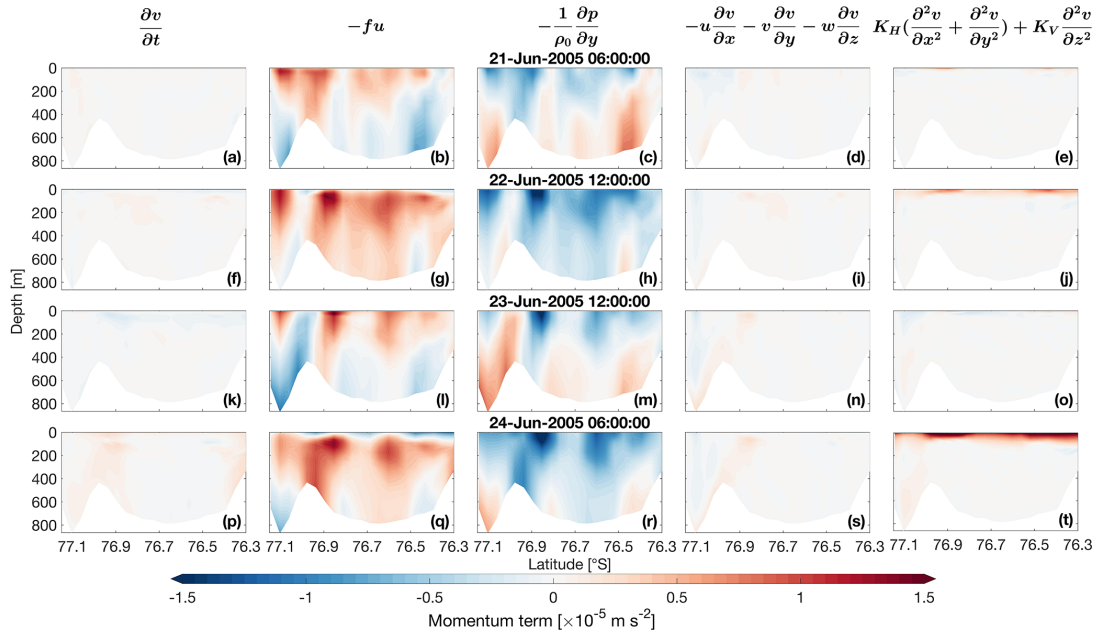 ∂v/∂t -fu -1/ρ₀ ∂p/∂y -u ∂v/∂x - v ∂v/∂y - w ∂v/∂z K_H(∂²v/∂x² + ∂²v/∂y²) + K_V ∂²v/∂z²
21-Jun-2005 06:00:00
0
200
400
600
800
(a) (b) (c) (d) (e)
22-Jun-2005 12:00:00
0
200
400
600
800
(f) (g) (h) (i) (j)
Depth [m]
23-Jun-2005 12:00:00
0
200
400
600
800
(k) (l) (m) (n) (o)
24-Jun-2005 06:00:00
0
200
400
600
800
(p) (q) (r) (s) (t)
77.1 76.9 76.7 76.5 76.3 77.1 76.9 76.7 76.5 76.3 77.1 76.9 76.7 76.5 76.3 77.1 76.9 76.7 76.5 76.3 77.1 76.9 76.7 76.5 76.3
Latitude [°S]
-1.5 -1 -0.5 0 0.5 1 1.5
Momentum term [×10⁻⁵ m s⁻²]